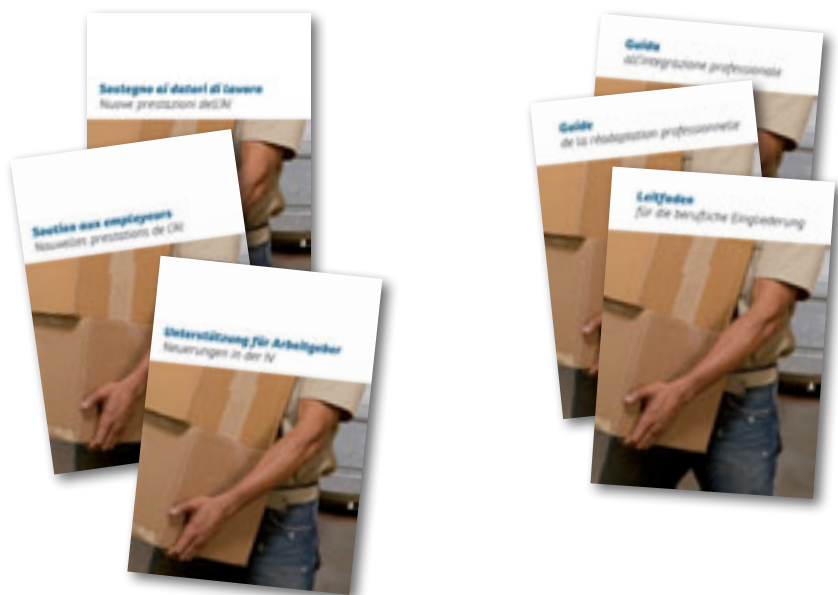 Sostegno ai datori di lavoro
Nuove prestazioni dell'AI
Soutien aux employeurs
Nouvelles prestations de l'AI
Unterstützung für Arbeitgeber
Neuerungen in der IV
Guida
all'integrazione professionale
Guide
de la réadaptation professionnelle
Leitfaden
für die berufliche Eingliederung